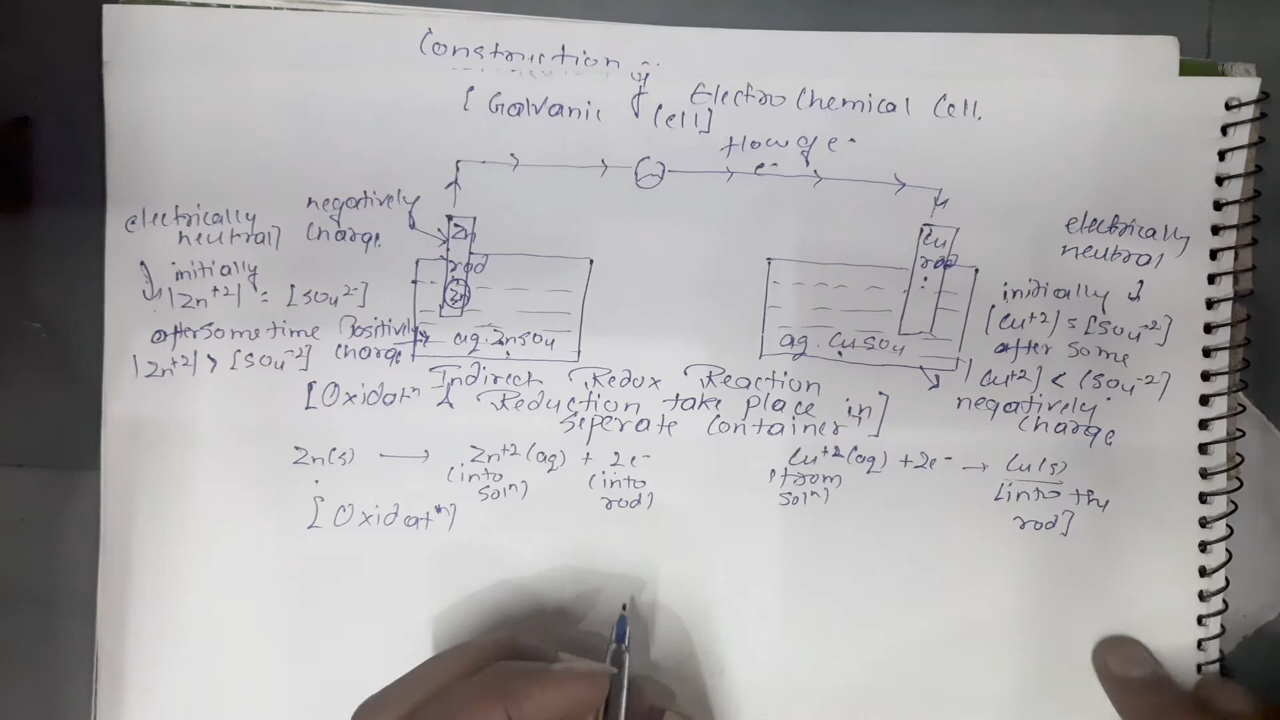 Construction of
[Galvanic Cell] ElectroChemical Cell.
flow of e-
e-
electrically
neutral
negatively
charge
Zn
rod
Zn
Cu
rod
electrically
neutral
initially
|Zn+2| = [SO4 2-]
after some time Positively
|Zn+2| > [SO4-2] charge
aq. ZnSO4
aq. CuSO4
initially
[Cu+2] = [SO4-2]
after some
|Cu+2] < (SO4-2]
negatively
charge
Indirect Redox Reaction
[Oxidatn & Reduction take place in
Seperate Container"]
Zn(s) → Zn+2(aq) + 2e-
(into
soln)
(into
rod)
[Oxidatn]
Cu+2(aq) + 2e- → Cu(s)
from
soln)
[into the
rod]